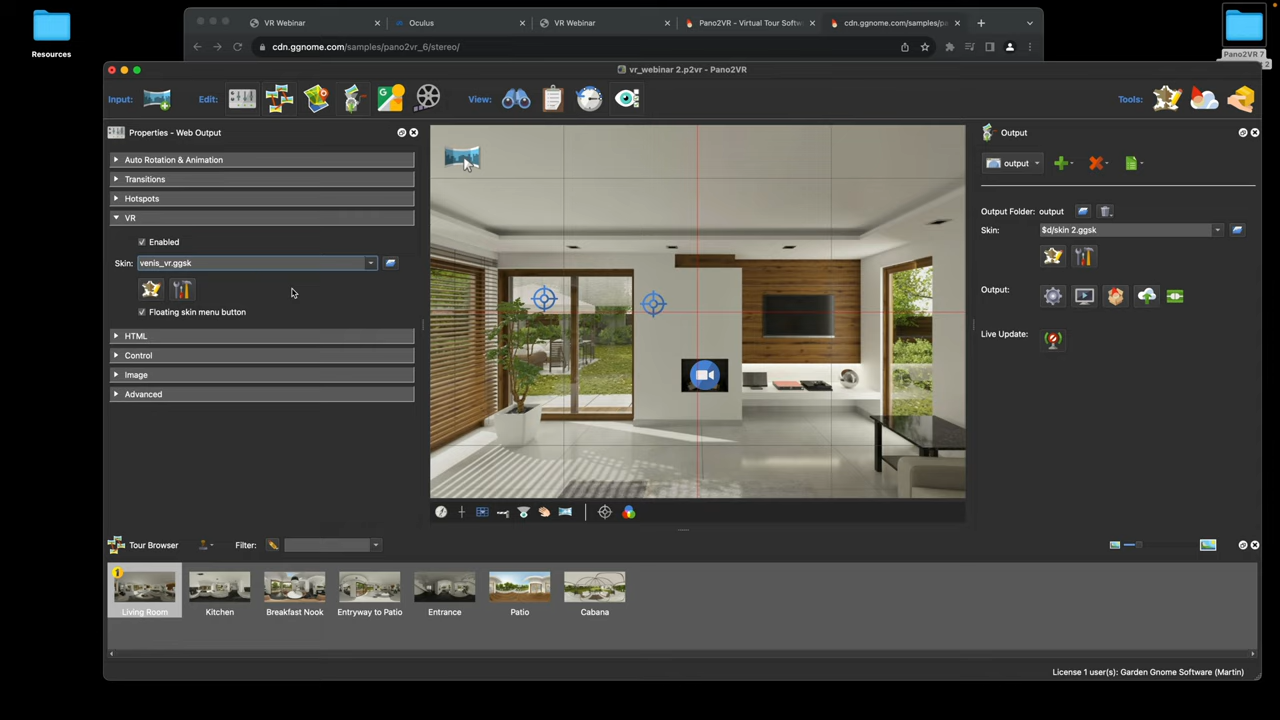 VR Webinar
Oculus
VR Webinar
Pano2VR – Virtual Tour Softw
cdn.ggnome.com/samples/pa
cdn.ggnome.com/samples/pano2vr_6/stereo/
Resources
Pano2VR 7
vr_webinar 2.p2vr - Pano2VR
Input:
Edit:
View:
Tools:
Properties - Web Output
Output
Auto Rotation & Animation
Transitions
Hotspots
VR
Enabled
Skin:
venis_vr.ggsk
Floating skin menu button
HTML
Control
Image
Advanced
output
Output Folder:
output
Skin:
$d/skin 2.ggsk
Output:
Live Update:
Tour Browser
Filter:
1
Living Room
Kitchen
Breakfast Nook
Entryway to Patio
Entrance
Patio
Cabana
License 1 user(s): Garden Gnome Software (Martin)